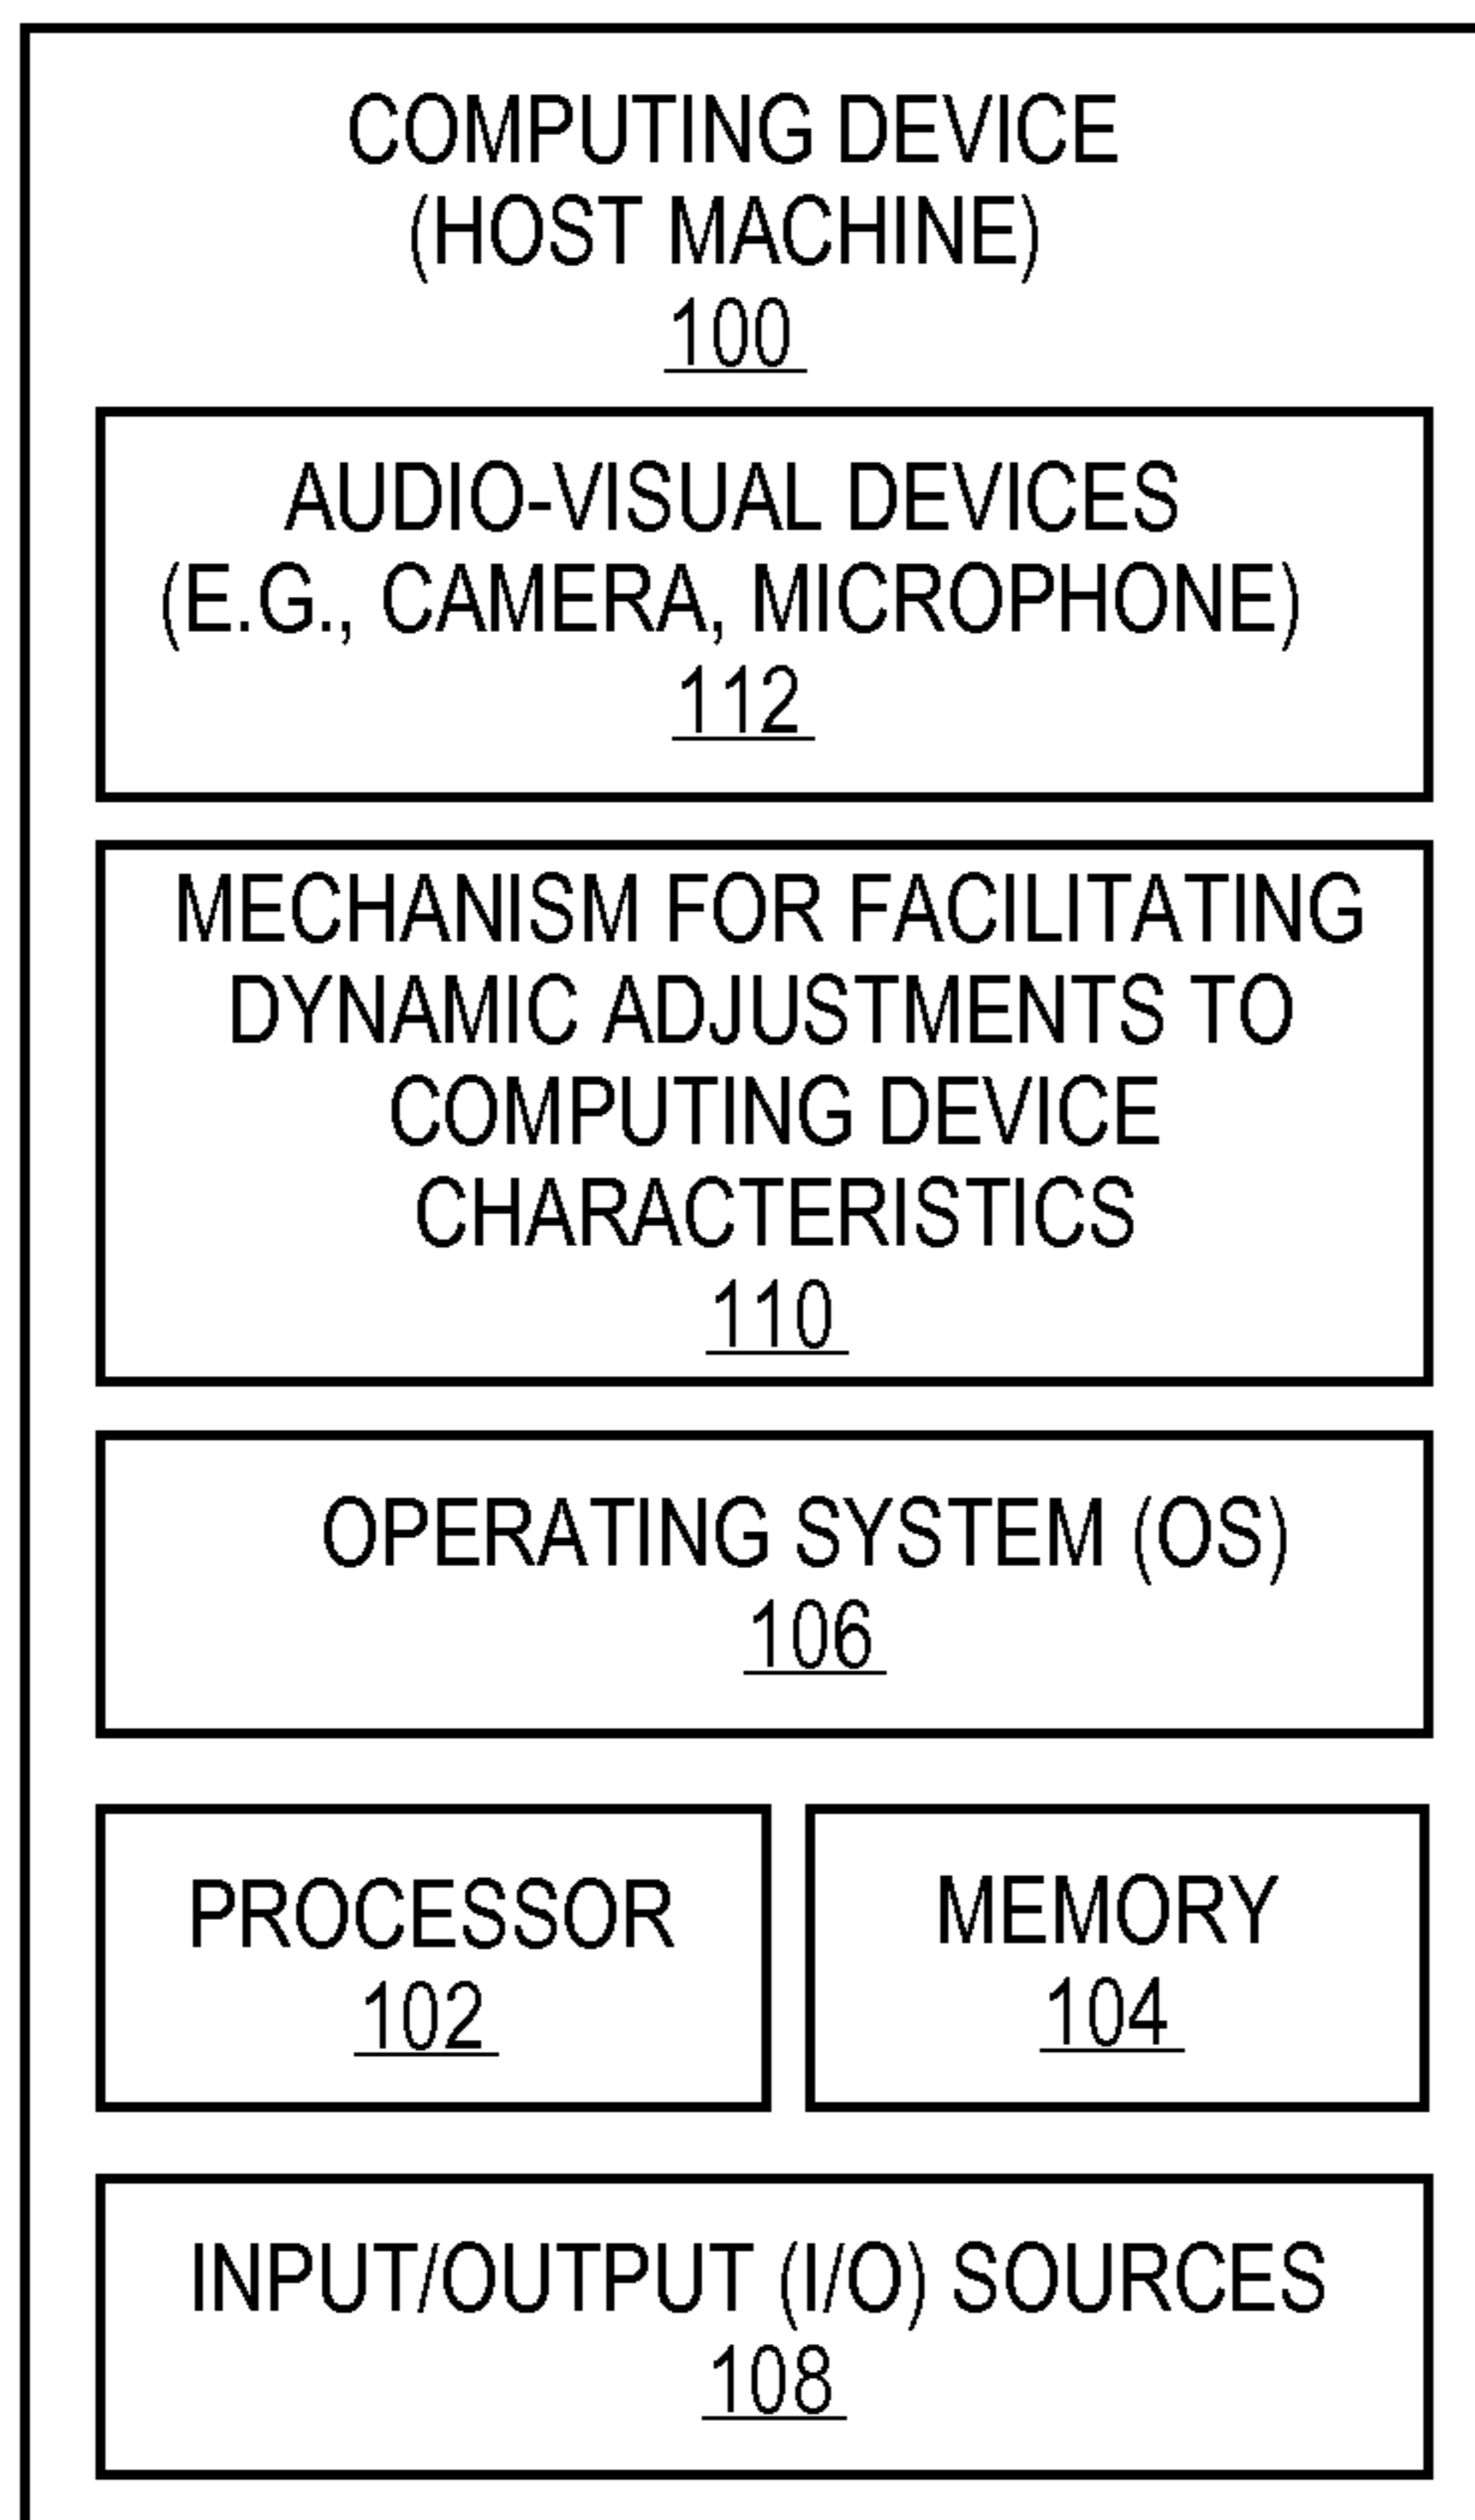 COMPUTING DEVICE
(HOST MACHINE)
100
AUDIO-VISUAL DEVICES
(E.G., CAMERA, MICROPHONE)
112
MECHANISM FOR FACILITATING
DYNAMIC ADJUSTMENTS TO
COMPUTING DEVICE
CHARACTERISTICS
110
OPERATING SYSTEM (OS)
106
PROCESSOR
102
MEMORY
104
INPUT/OUTPUT (I/O) SOURCES
108